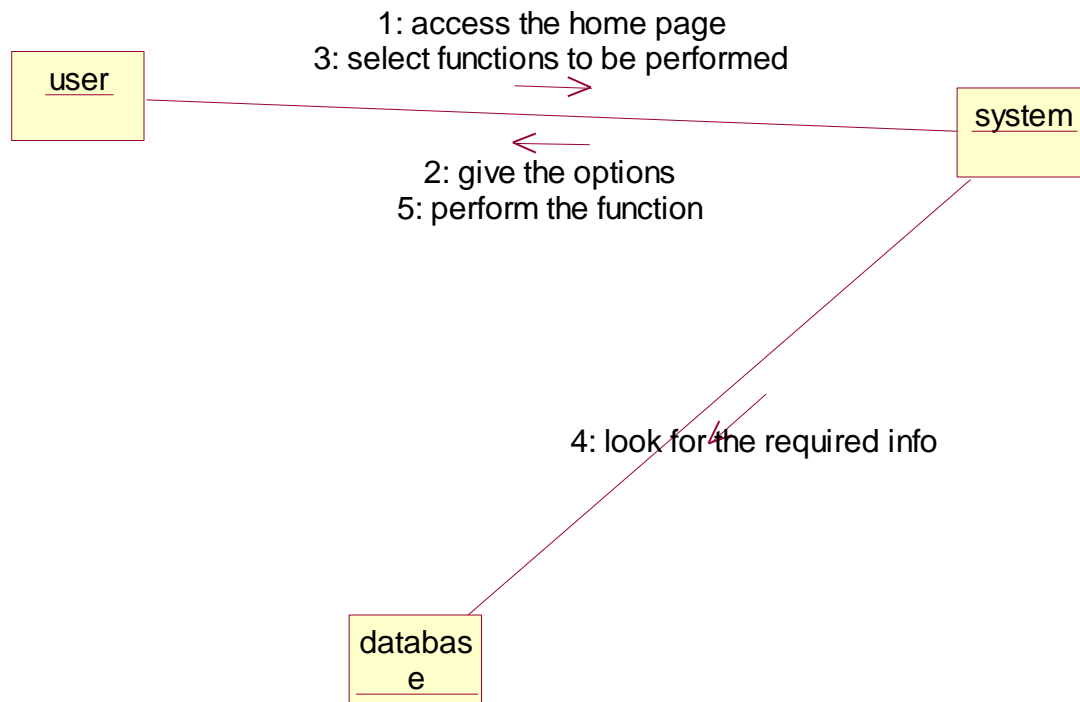 1: access the home page
3: select functions to be performed
user
system
2: give the options
5: perform the function
4: look for the required info
databas
e